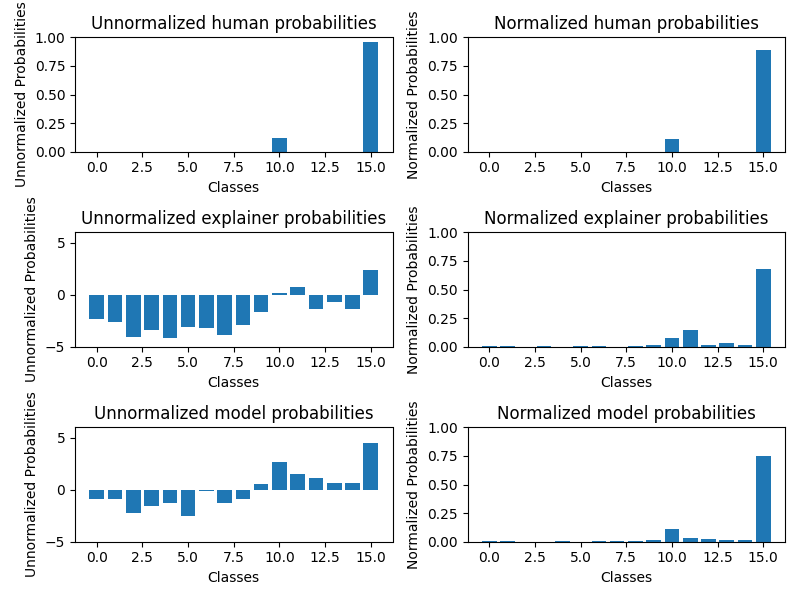 Unnormalized human probabilities
Unnormalized Probabilities
1.00
0.75
0.50
0.25
0.00
0.0 2.5 5.0 7.5 10.0 12.5 15.0
Classes
Normalized human probabilities
Normalized Probabilities
1.00
0.75
0.50
0.25
0.00
0.0 2.5 5.0 7.5 10.0 12.5 15.0
Classes
Unnormalized explainer probabilities
Unnormalized Probabilities
5
0
−5
0.0 2.5 5.0 7.5 10.0 12.5 15.0
Classes
Normalized explainer probabilities
Normalized Probabilities
1.00
0.75
0.50
0.25
0.00
0.0 2.5 5.0 7.5 10.0 12.5 15.0
Classes
Unnormalized model probabilities
Unnormalized Probabilities
5
0
−5
0.0 2.5 5.0 7.5 10.0 12.5 15.0
Classes
Normalized model probabilities
Normalized Probabilities
1.00
0.75
0.50
0.25
0.00
0.0 2.5 5.0 7.5 10.0 12.5 15.0
Classes